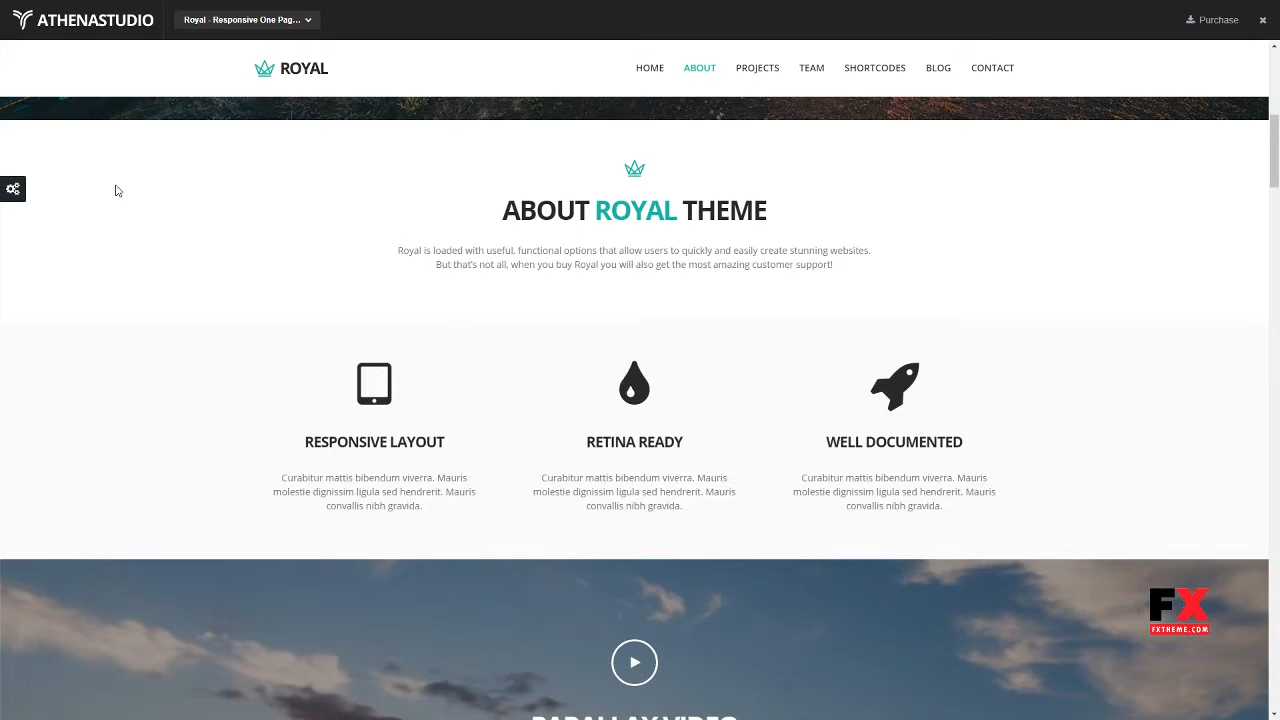 ATHENASTUDIO
Royal - Responsive One Pag...
Purchase
ROYAL
HOME ABOUT PROJECTS TEAM SHORTCODES BLOG CONTACT
ABOUT ROYAL THEME
Royal is loaded with useful, functional options that allow users to quickly and easily create stunning websites.
But that's not all, when you buy Royal you will also get the most amazing customer support!
RESPONSIVE LAYOUT
Curabitur mattis bibendum viverra. Mauris
molestie dignissim ligula sed hendrerit. Mauris
convallis nibh gravida.
RETINA READY
Curabitur mattis bibendum viverra. Mauris
molestie dignissim ligula sed hendrerit. Mauris
convallis nibh gravida.
WELL DOCUMENTED
Curabitur mattis bibendum viverra. Mauris
molestie dignissim ligula sed hendrerit. Mauris
convallis nibh gravida.
FX
FXTHEME.COM
PARALLAX VIDEO